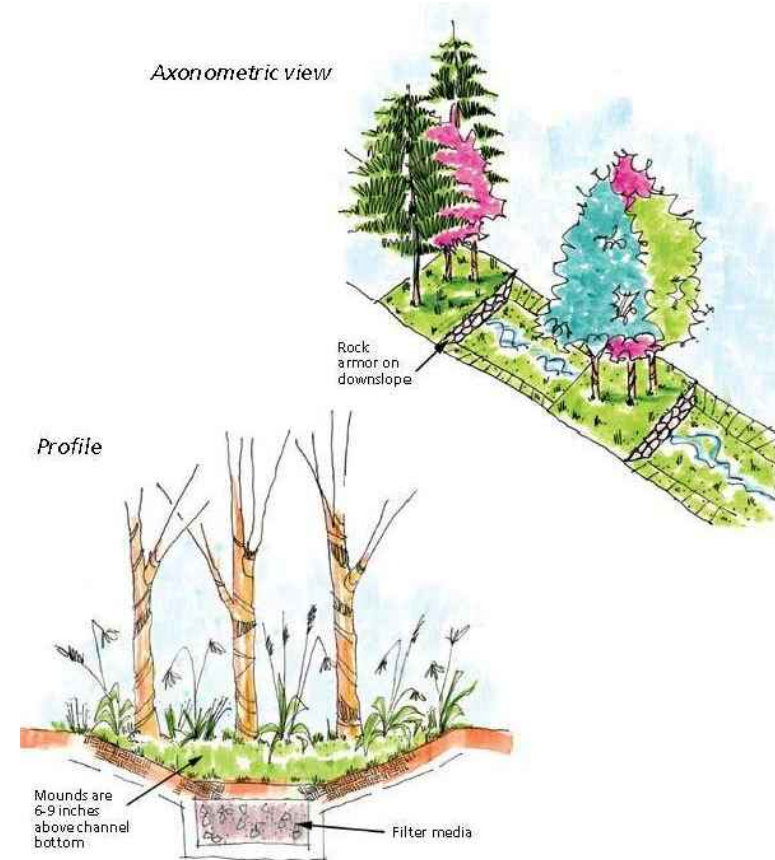 Axonometric view
Rock
armor on
downslope
Profile
Mounds are
6-9 inches
above channel
bottom
Filter media